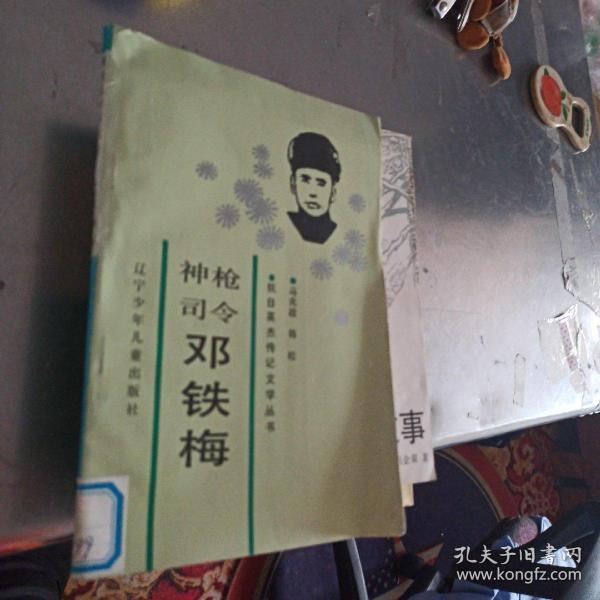 神枪
司令
邓铁梅
●抗日英杰传记文学丛书
辽宁少年儿童出版社
事
著
孔夫子旧书网
www.kongfz.com